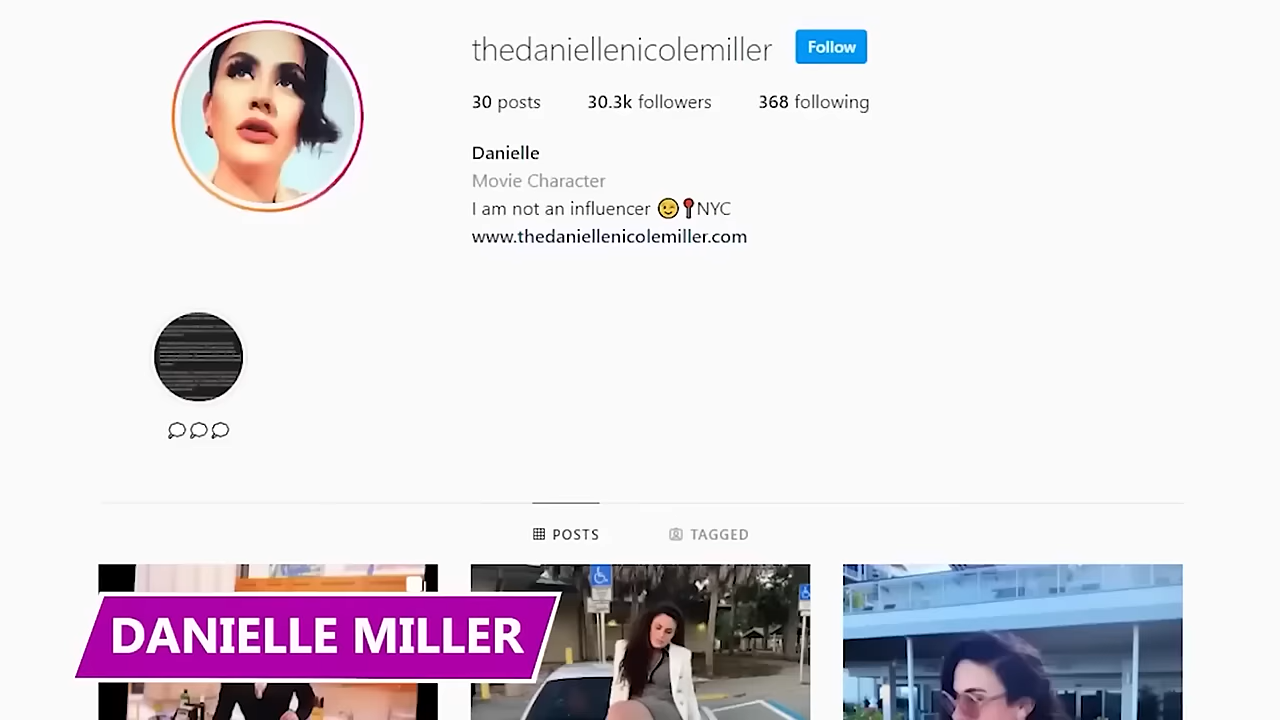 thedaniellenicolemiller Follow
30 posts 30.3k followers 368 following
Danielle
Movie Character
I am not an influencer 😉📍NYC
www.thedaniellenicolemiller.com
💭💭💭
POSTS TAGGED
DANIELLE MILLER